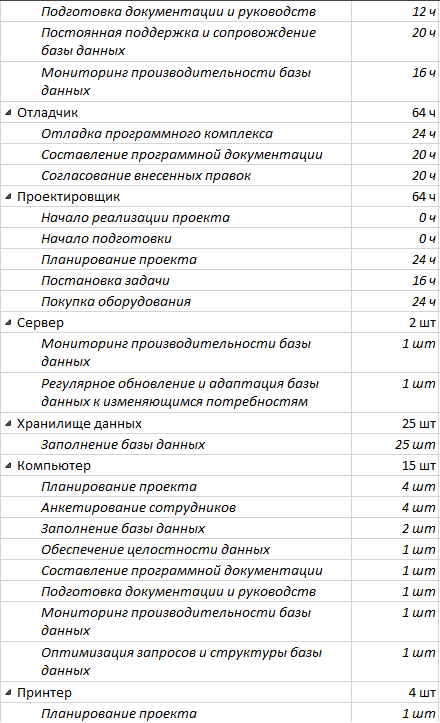 Подготовка документации и руководств 12 ч
Постоянная поддержка и сопровождение 20 ч
базы данных
Мониторинг производительности базы 16 ч
данных
Отладчик 64 ч
Отладка программного комплекса 24 ч
Составление программной документации 20 ч
Согласование внесенных правок 20 ч
Проектировщик 64 ч
Начало реализации проекта 0 ч
Начало подготовки 0 ч
Планирование проекта 24 ч
Постановка задачи 16 ч
Покупка оборудования 24 ч
Сервер 2 шт
Мониторинг производительности базы 1 шт
данных
Регулярное обновление и адаптация базы 1 шт
данных к изменяющимся потребностям
Хранилище данных 25 шт
Заполнение базы данных 25 шт
Компьютер 15 шт
Планирование проекта 4 шт
Анкетирование сотрудников 4 шт
Заполнение базы данных 2 шт
Обеспечение целостности данных 1 шт
Составление программной документации 1 шт
Подготовка документации и руководств 1 шт
Мониторинг производительности базы 1 шт
данных
Оптимизация запросов и структуры базы 1 шт
данных
Принтер 4 шт
Планирование проекта 1 шт